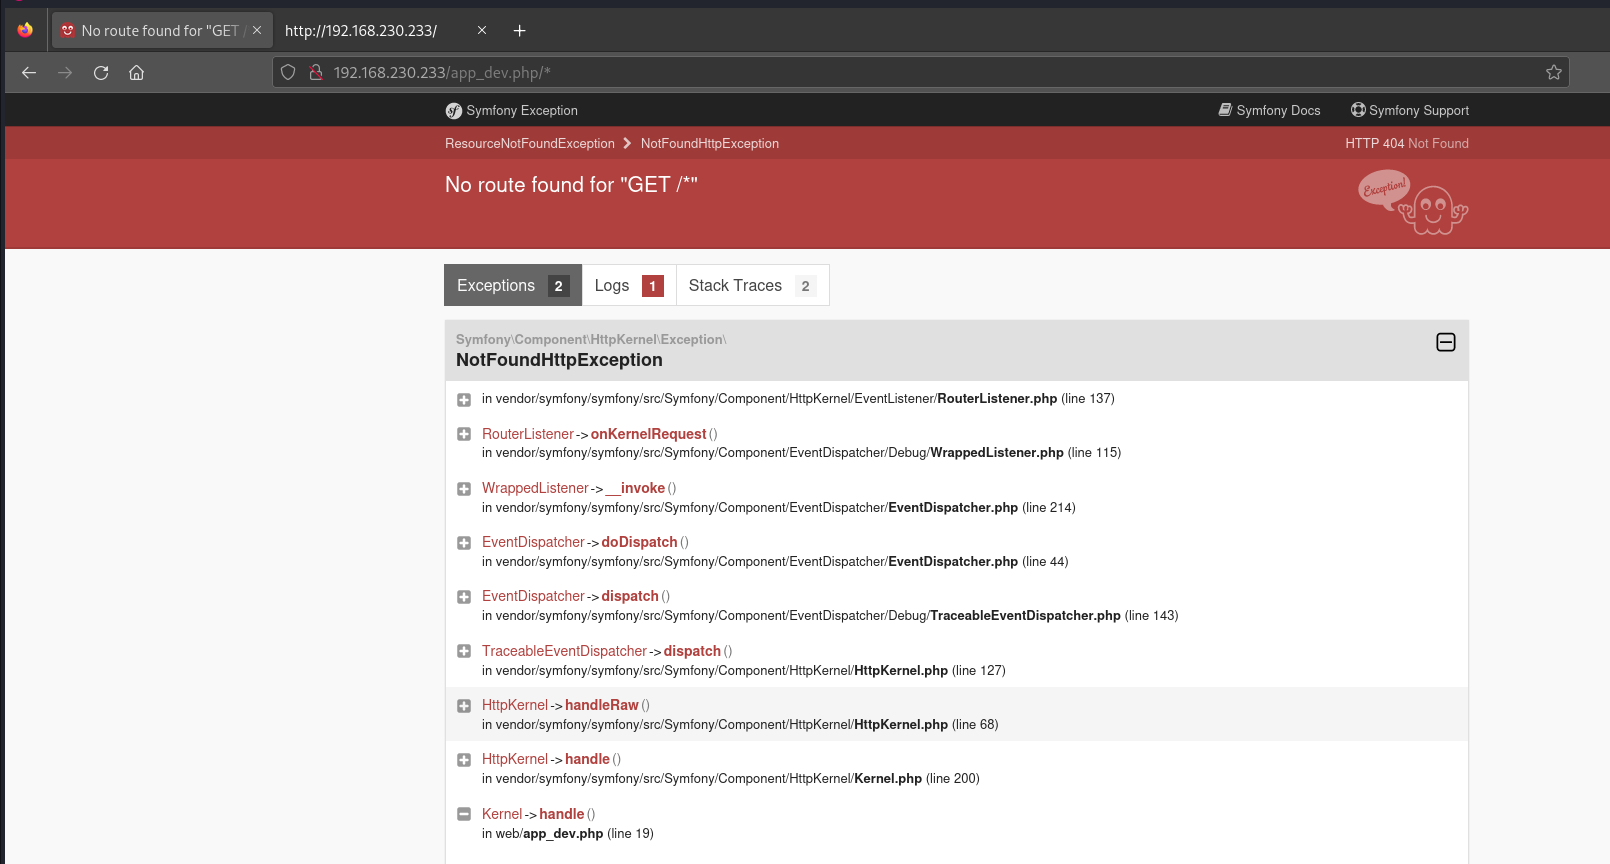 No route found for "GET /
http://192.168.230.233/
192.168.230.233/app_dev.php/*
sf Symfony Exception
Symfony Docs
Symfony Support
ResourceNotFoundException > NotFoundHttpException
HTTP 404 Not Found
No route found for "GET /*"
Exception!
Exceptions 2
Logs 1
Stack Traces 2
Symfony\Component\HttpKernel\Exception\
NotFoundHttpException
in vendor/symfony/symfony/src/Symfony/Component/HttpKernel/EventListener/RouterListener.php (line 137)
RouterListener->onKernelRequest()
in vendor/symfony/symfony/src/Symfony/Component/EventDispatcher/Debug/WrappedListener.php (line 115)
WrappedListener->__invoke()
in vendor/symfony/symfony/src/Symfony/Component/EventDispatcher/EventDispatcher.php (line 214)
EventDispatcher->doDispatch()
in vendor/symfony/symfony/src/Symfony/Component/EventDispatcher/EventDispatcher.php (line 44)
EventDispatcher->dispatch()
in vendor/symfony/symfony/src/Symfony/Component/EventDispatcher/Debug/TraceableEventDispatcher.php (line 143)
TraceableEventDispatcher->dispatch()
in vendor/symfony/symfony/src/Symfony/Component/HttpKernel/HttpKernel.php (line 127)
HttpKernel->handleRaw()
in vendor/symfony/symfony/src/Symfony/Component/HttpKernel/HttpKernel.php (line 68)
HttpKernel->handle()
in vendor/symfony/symfony/src/Symfony/Component/HttpKernel/Kernel.php (line 200)
Kernel->handle()
in web/app_dev.php (line 19)